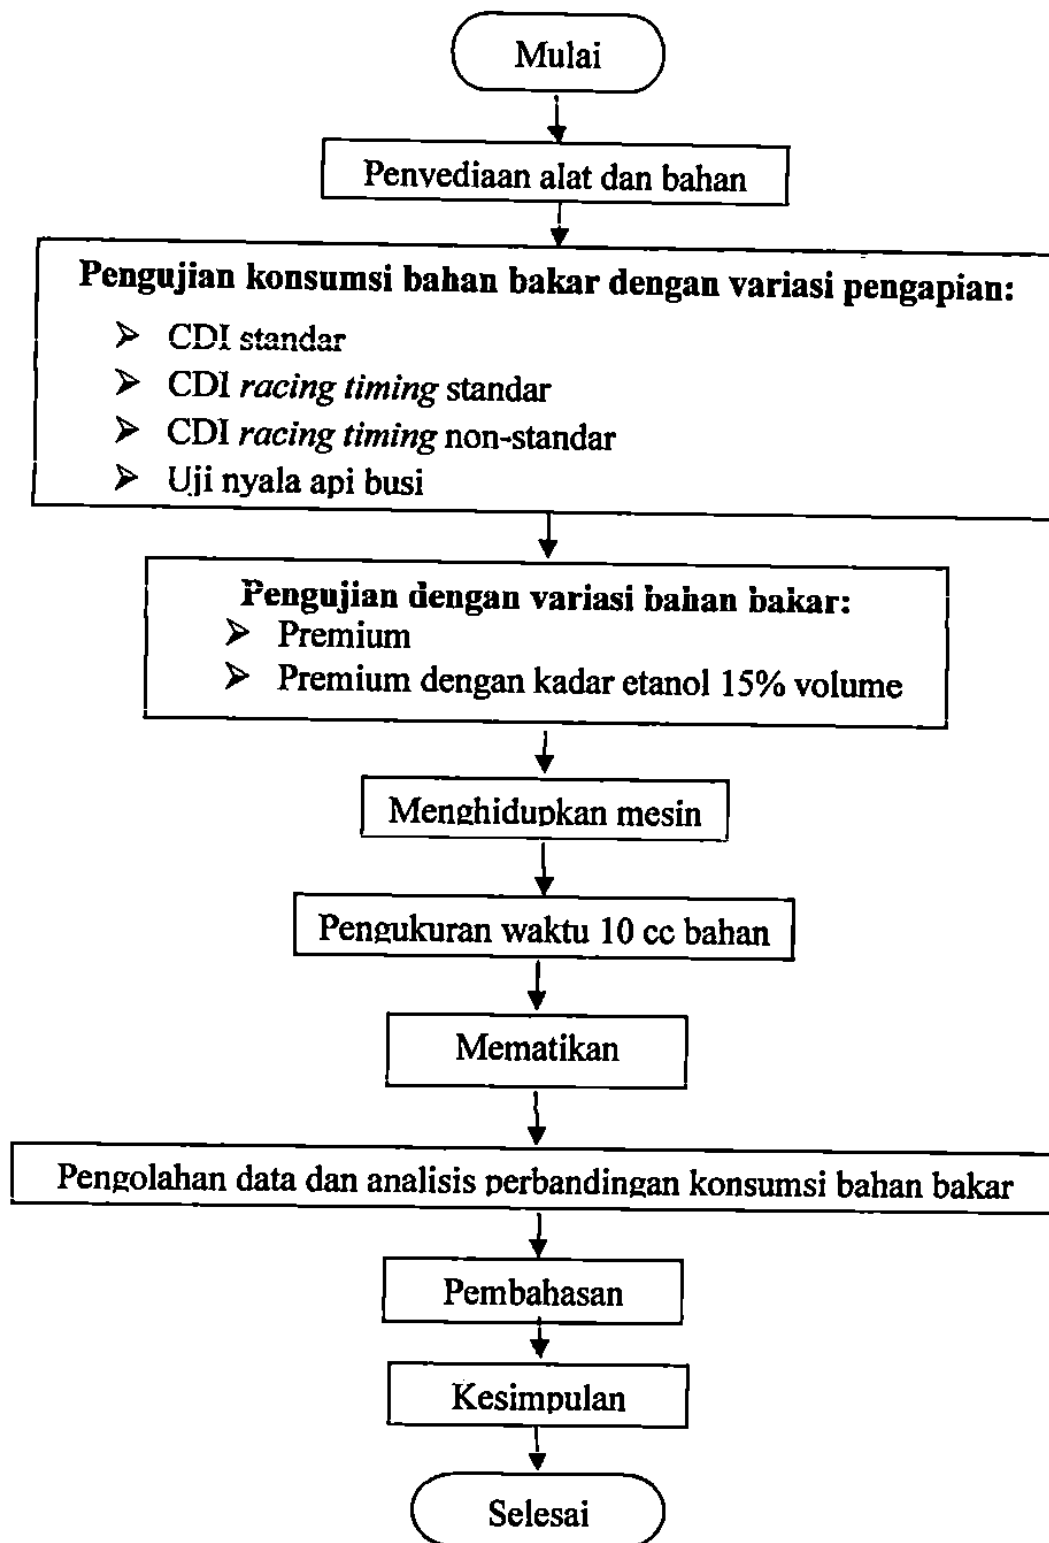 Mulai
Penyediaan alat dan bahan
Pengujian konsumsi bahan bakar dengan variasi pengapian:
➢ CDI standar
➢ CDI racing timing standar
➢ CDI racing timing non-standar
➢ Uji nyala api busi
Pengujian dengan variasi bahan bakar:
➢ Premium
➢ Premium dengan kadar etanol 15% volume
Menghidupkan mesin
Pengukuran waktu 10 cc bahan
Mematikan
Pengolahan data dan analisis perbandingan konsumsi bahan bakar
Pembahasan
Kesimpulan
Selesai